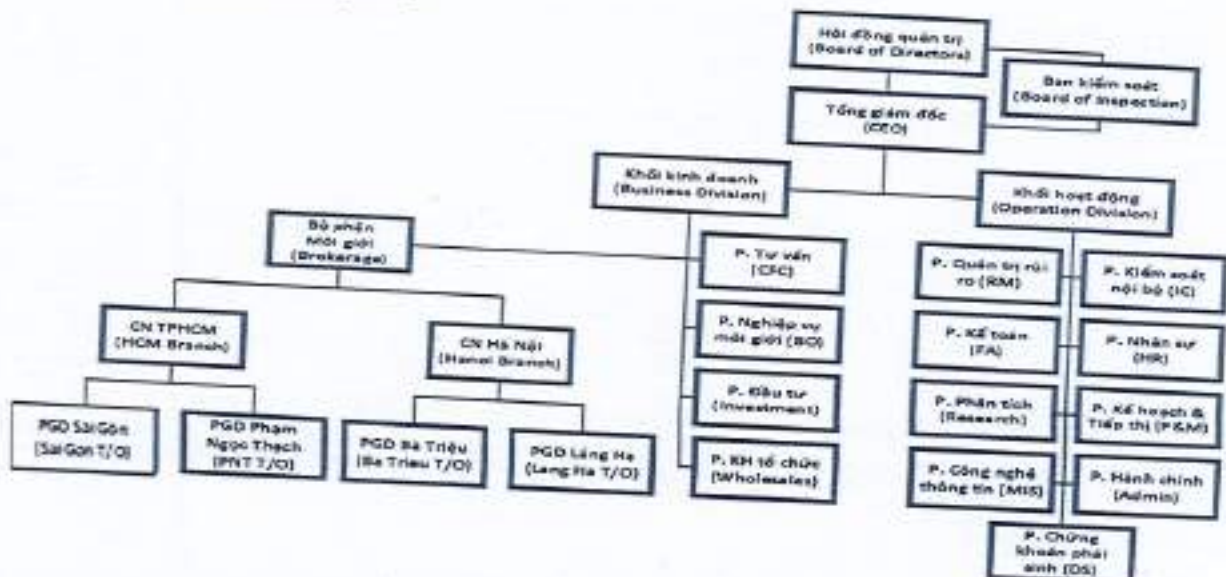 Hội đồng quản trị
(Board of Directors)
Ban kiểm soát
(Board of Inspection)
Tổng giám đốc
(CEO)
Khối kinh doanh
(Business Division)
Khối hoạt động
(Operation Division)
Bộ phận
Môi giới
(Brokerage)
P. Tư vấn
(CFC)
P. Quản trị rủi
ro (RM)
P. Kiểm soát
nội bộ (IC)
CN TPHCM
(HCM Branch)
CN Hà Nội
(Hanoi Branch)
P. Nghiệp vụ
môi giới (BO)
P. Kế toán
(FA)
P. Nhân sự
(HR)
PGD Sài Gòn
(SaiGon T/O)
PGD Phạm
Ngọc Thạch
(PNT T/O)
PGD Bà Triệu
(Ba Trieu T/O)
PGD Láng Hạ
(Lang Ha T/O)
P. Đầu tư
(Investment)
P. Phân tích
(Research)
P. Kế hoạch &
Tiếp thị (P&M)
P. KH tổ chức
(Wholesales)
P. Công nghệ
thông tin (MIS)
P. Hành chính
(Admin)
P. Chứng
khoán phái
sinh (DS)